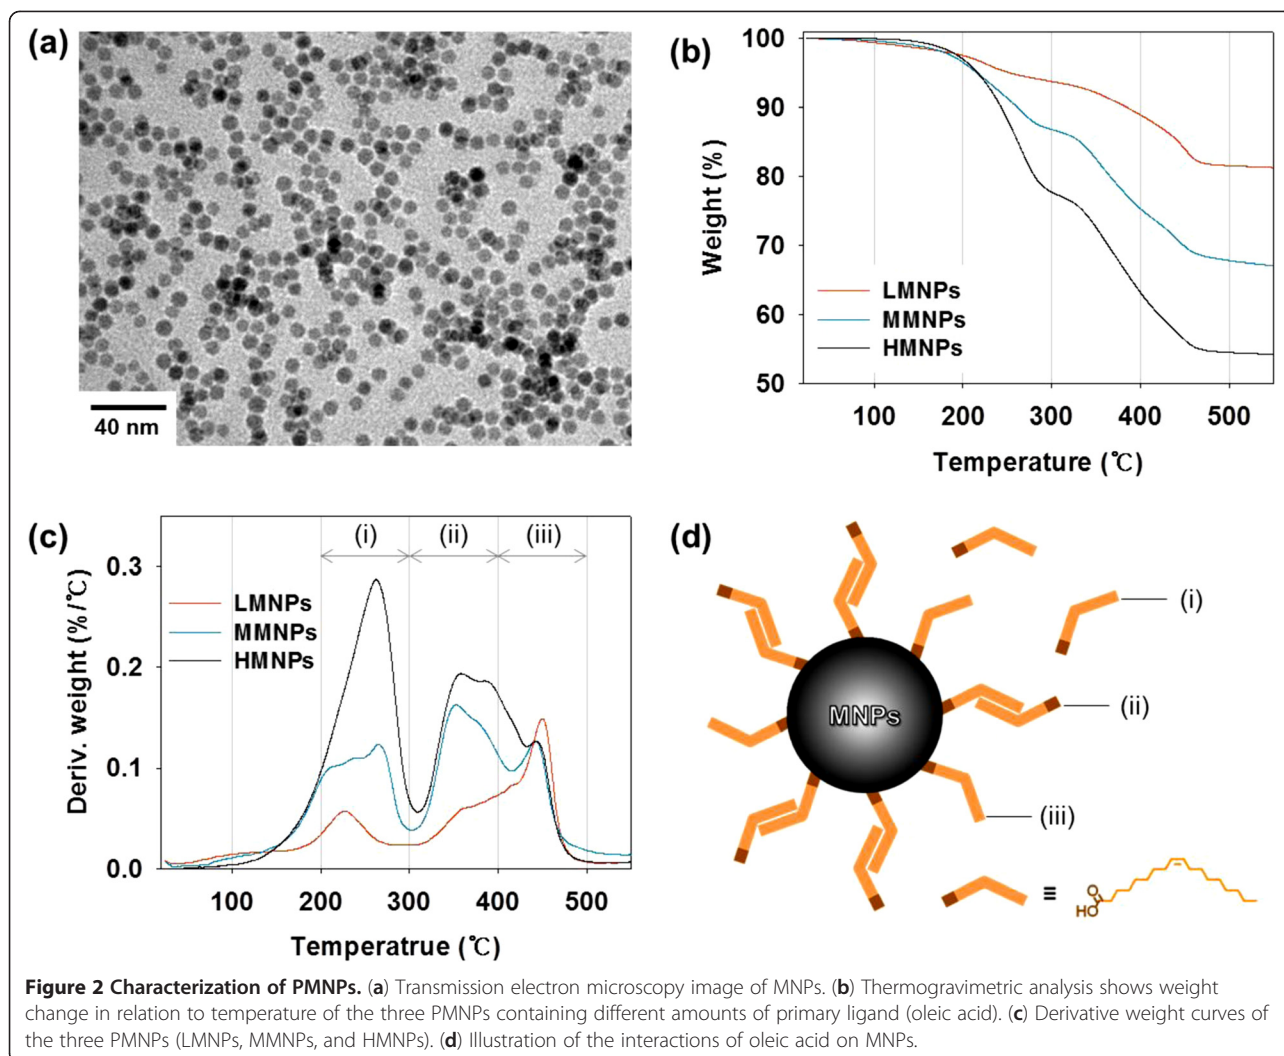 (a)
40 nm
(b)
100
90
80
70
60
50
Weight (%)
LMNPs
MMNPs
HMNPs
100 200 300 400 500
Temperature (℃)
(c)
(i) (ii) (iii)
0.3
0.2
0.1
0.0
Deriv. weight (%/℃)
LMNPs
MMNPs
HMNPs
100 200 300 400 500
Temperatrue (℃)
(d)
MNPs
(i)
(ii)
(iii)
≡
O
HO
Figure 2 Characterization of PMNPs. (a) Transmission electron microscopy image of MNPs. (b) Thermogravimetric analysis shows weight
change in relation to temperature of the three PMNPs containing different amounts of primary ligand (oleic acid). (c) Derivative weight curves of
the three PMNPs (LMNPs, MMNPs, and HMNPs). (d) Illustration of the interactions of oleic acid on MNPs.